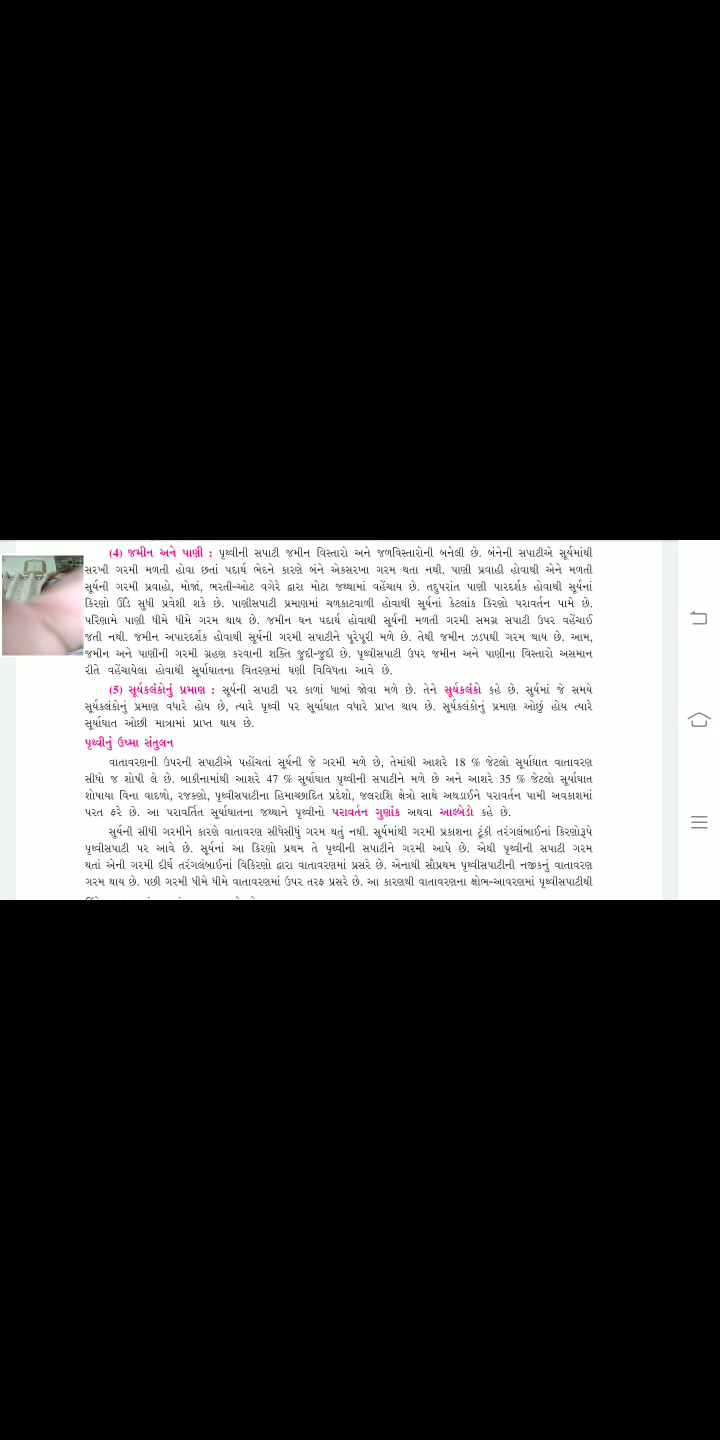 (4) જમીન અને પાણી : પૃથ્વીની સપાટી જમીન વિસ્તારો અને જળવિસ્તારોની બનેલી છે. બંનેની સપાટીએ સૂર્યમાંથી
સરખી ગરમી મળતી હોવા છતાં પદાર્થ ભેદને કારણે બંને એકસરખા ગરમ થતા નથી. પાણી પ્રવાહી હોવાથી એને મળતી
સૂર્યની ગરમી પ્રવાહો, મોજાં, ભરતી-ઓટ વગેરે દ્વારા મોટા જથ્થામાં વહેંચાય છે. તદુપરાંત પાણી પારદર્શક હોવાથી સૂર્યનાં
કિરણો ઊંડે સુધી પ્રવેશી શકે છે. પાણીસપાટી પ્રમાણમાં ચળકાટવાળી હોવાથી સૂર્યનાં કેટલાંક કિરણો પરાવર્તન પામે છે.
પરિણામે પાણી ધીમે ધીમે ગરમ થાય છે. જમીન ઘન પદાર્થ હોવાથી સૂર્યની મળતી ગરમી સમગ્ર સપાટી ઉપર વહેંચાઈ
જતી નથી. જમીન અપારદર્શક હોવાથી સૂર્યની ગરમી સપાટીને પૂરેપૂરી મળે છે. તેથી જમીન ઝડપથી ગરમ થાય છે. આમ,
જમીન અને પાણીની ગરમી ગ્રહણ કરવાની શક્તિ જુદી-જુદી છે. પૃથ્વીસપાટી ઉપર જમીન અને પાણીના વિસ્તારો અસમાન
રીતે વહેંચાયેલા હોવાથી સૂર્યાઘાતના વિતરણમાં ઘણી વિવિધતા આવે છે.
(5) સૂર્યકલંકોનું પ્રમાણ : સૂર્યની સપાટી પર કાળાં ધાબાં જોવા મળે છે. તેને સૂર્યકલંકો કહે છે. સૂર્યમાં જે સમયે
સૂર્યકલંકોનું પ્રમાણ વધારે હોય છે, ત્યારે પૃથ્વી પર સૂર્યાઘાત વધારે પ્રાપ્ત થાય છે. સૂર્યકલંકોનું પ્રમાણ ઓછું હોય ત્યારે
સૂર્યાઘાત ઓછી માત્રામાં પ્રાપ્ત થાય છે.
પૃથ્વીનું ઉષ્મા સંતુલન
વાતાવરણની ઉપરની સપાટીએ પહોંચતાં સૂર્યની જે ગરમી મળે છે, તેમાંથી આશરે 18 % જેટલો સૂર્યાઘાત વાતાવરણ
સીધો જ શોષી લે છે. બાકીનામાંથી આશરે 47 % સૂર્યાઘાત પૃથ્વીની સપાટીને મળે છે અને આશરે 35 % જેટલો સૂર્યાઘાત
શોષાયા વિના વાદળો, રજકણો, પૃથ્વીસપાટીના હિમાચ્છાદિત પ્રદેશો, જલરાશિ ક્ષેત્રો સાથે અથડાઈને પરાવર્તન પામી અવકાશમાં
પરત ફરે છે. આ પરાવર્તિત સૂર્યાઘાતના જથ્થાને પૃથ્વીનો પરાવર્તન ગુણાંક અથવા આલ્બેડો કહે છે.
સૂર્યની સીધી ગરમીને કારણે વાતાવરણ સીધેસીધું ગરમ થતું નથી. સૂર્યમાંથી ગરમી પ્રકાશના ટૂંકી તરંગલંબાઈનાં કિરણોરૂપે
પૃથ્વીસપાટી પર આવે છે. સૂર્યનાં આ કિરણો પ્રથમ તે પૃથ્વીની સપાટીને ગરમી આપે છે. એથી પૃથ્વીની સપાટી ગરમ
થતાં એની ગરમી દીર્ઘ તરંગલંબાઈનાં વિકિરણો દ્વારા વાતાવરણમાં પ્રસરે છે. એનાથી સૌપ્રથમ પૃથ્વીસપાટીની નજીકનું વાતાવરણ
ગરમ થાય છે. પછી ગરમી ધીમે ધીમે વાતાવરણમાં ઉપર તરફ પ્રસરે છે. આ કારણથી વાતાવરણના ક્ષોભ-આવરણમાં પૃથ્વીસપાટીથી